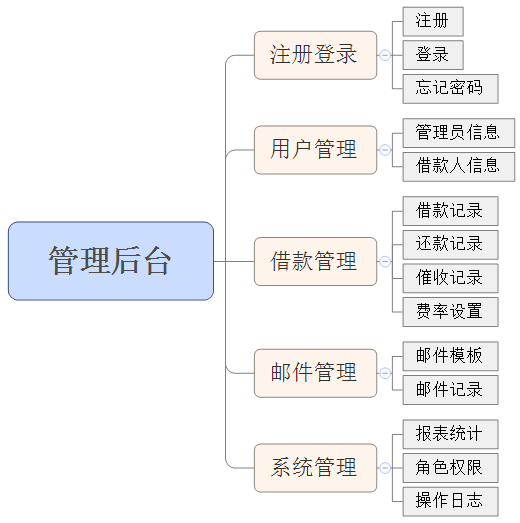 管理后台
注册登录
注册
登录
忘记密码
用户管理
管理员信息
借款人信息
借款管理
借款记录
还款记录
催收记录
费率设置
邮件管理
邮件模板
邮件记录
系统管理
报表统计
角色权限
操作日志